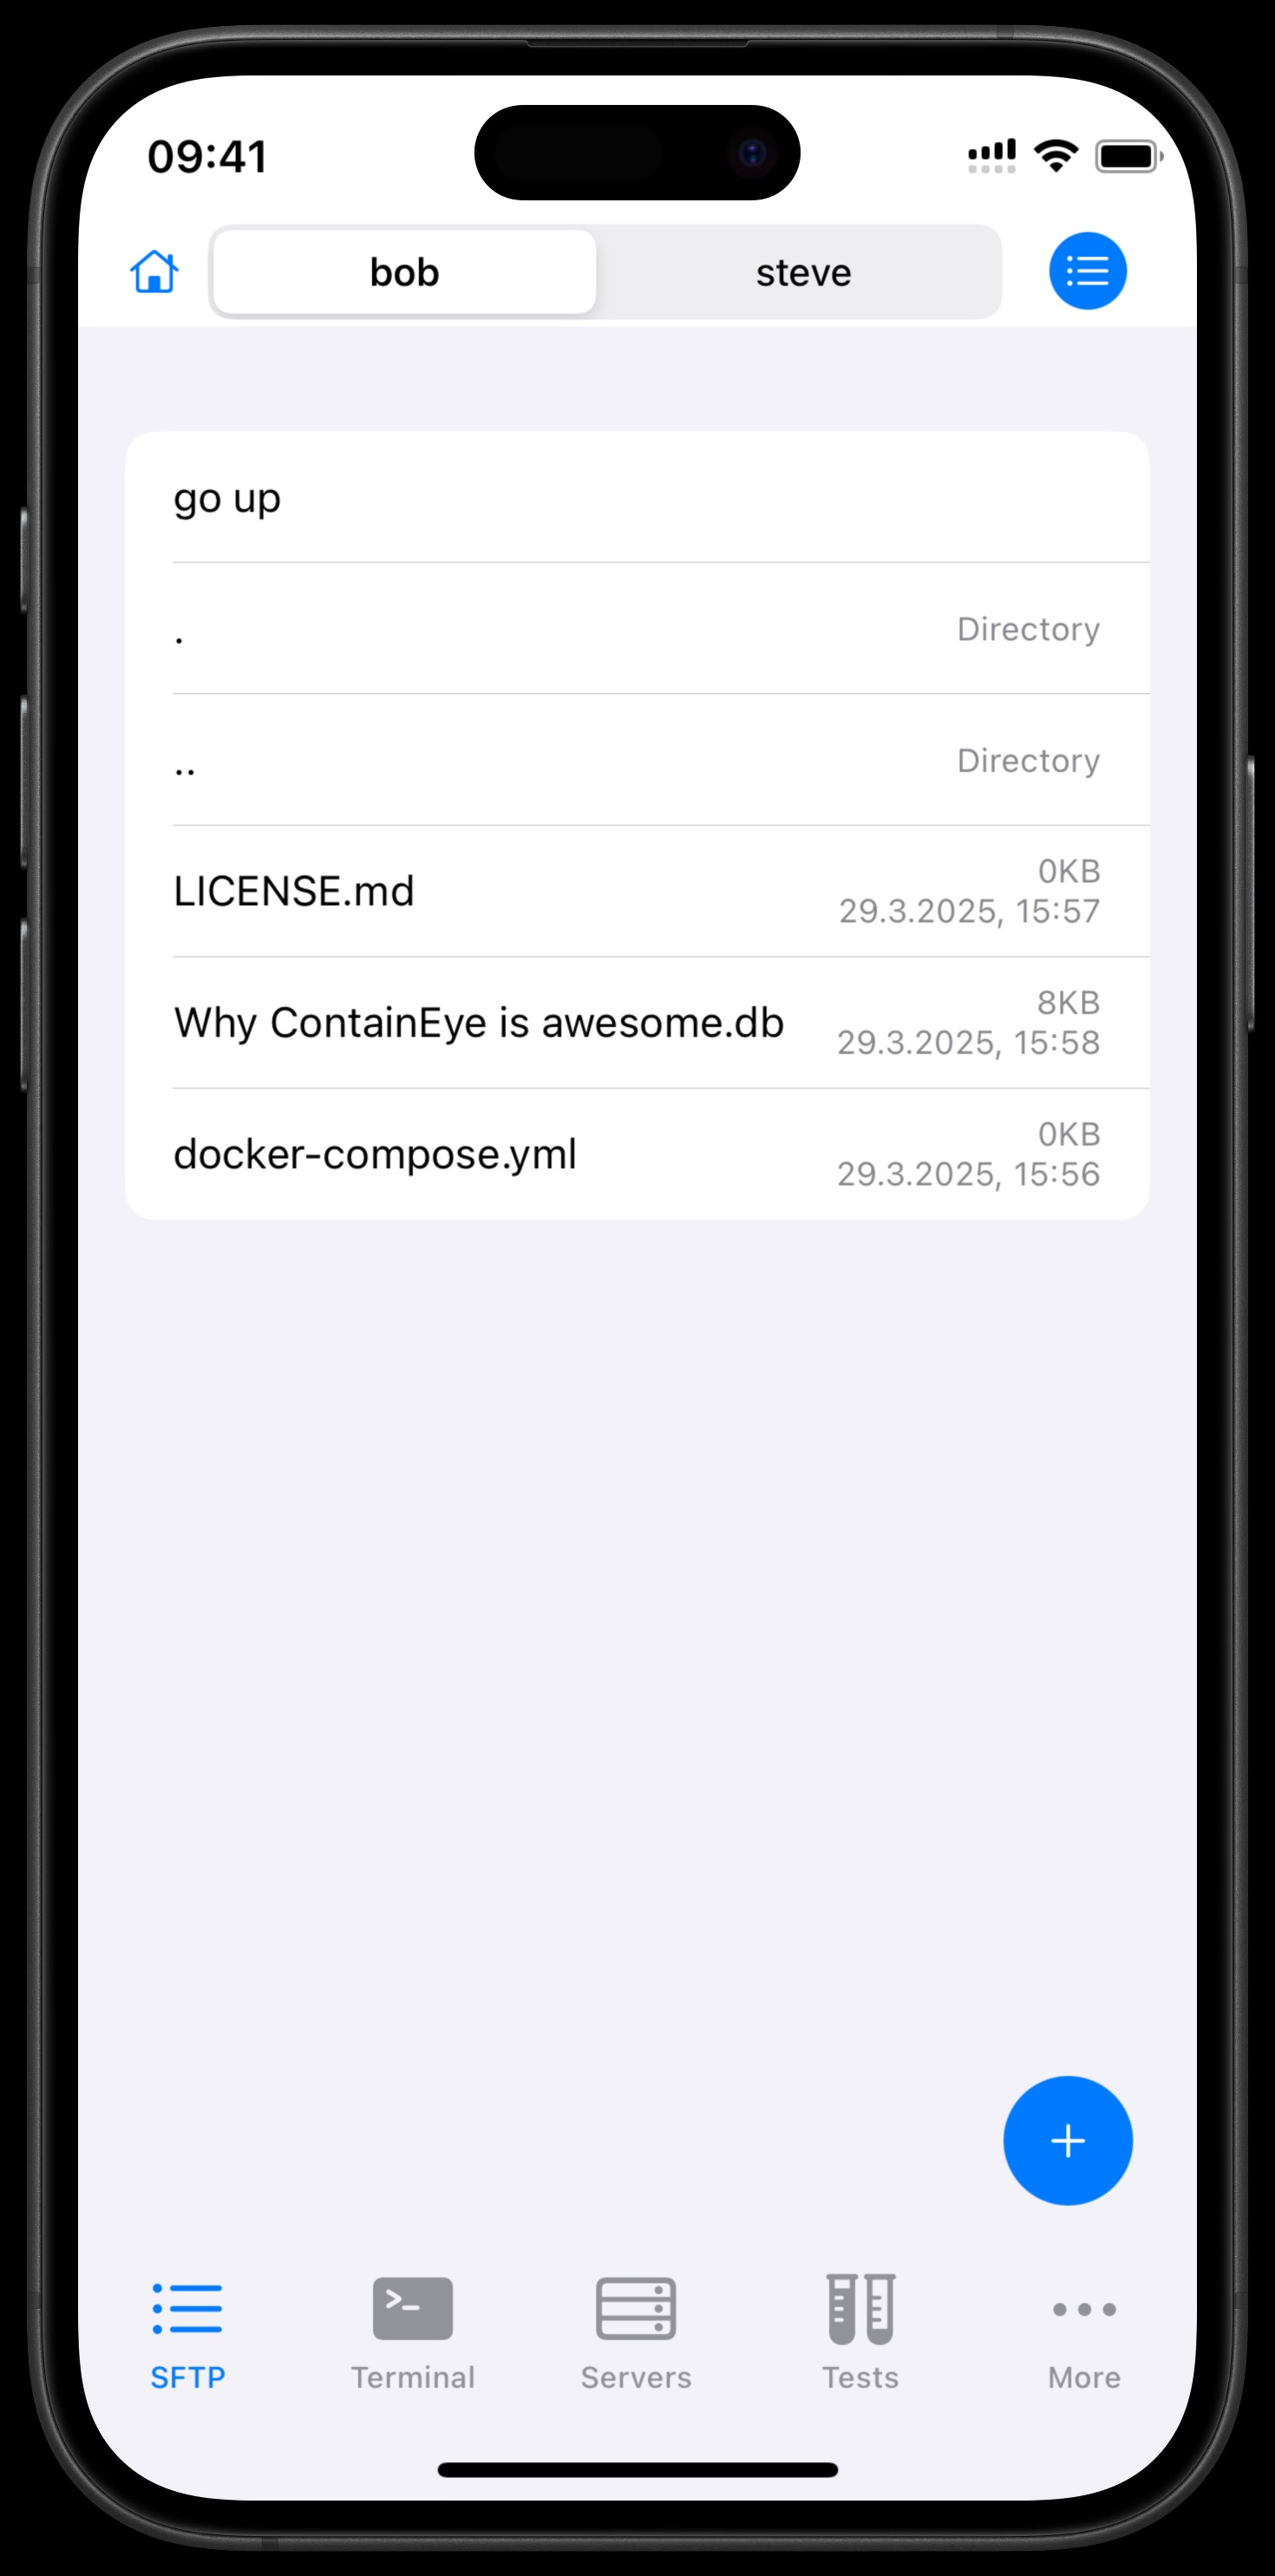 09:41
bob
steve
go up
. Directory
.. Directory
LICENSE.md
0KB
29.3.2025, 15:57
Why ContainEye is awesome.db
8KB
29.3.2025, 15:58
docker-compose.yml
0KB
29.3.2025, 15:56
SFTP
Terminal
Servers
Tests
More